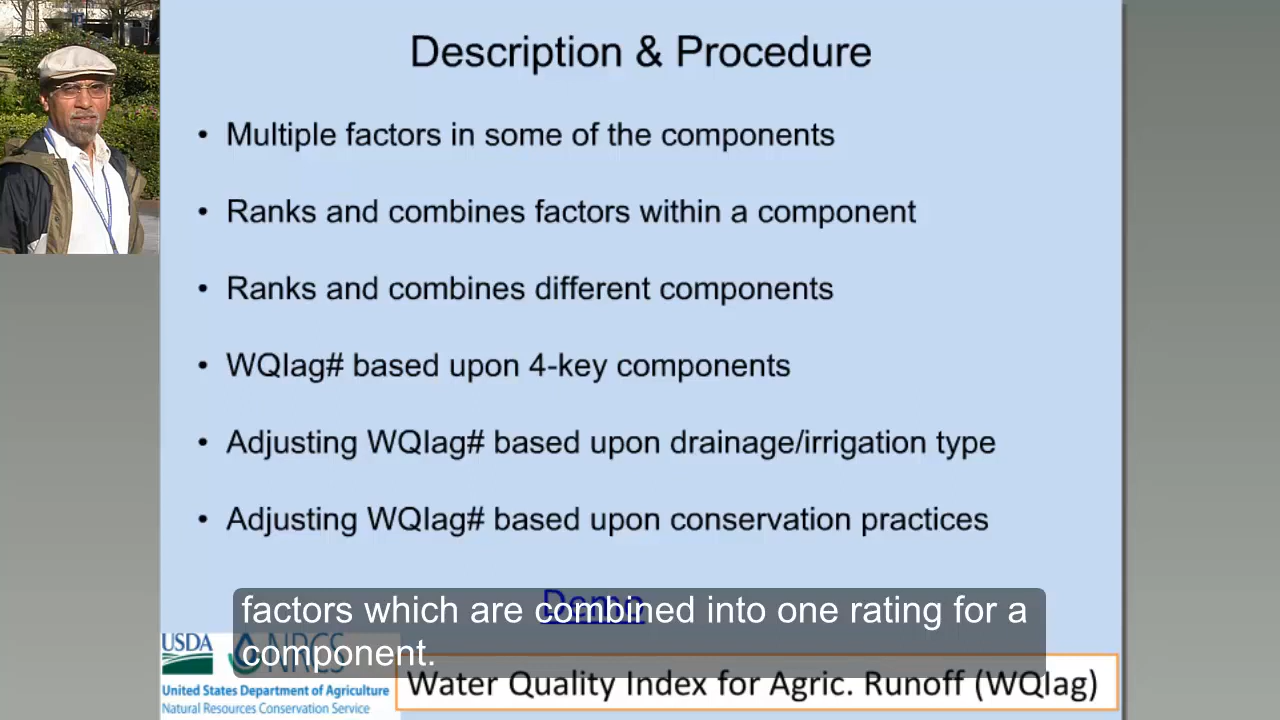 Description & Procedure
• Multiple factors in some of the components
• Ranks and combines factors within a component
• Ranks and combines different components
• WQIag# based upon 4-key components
• Adjusting WQIag# based upon drainage/irrigation type
• Adjusting WQIag# based upon conservation practices
Demo
factors which are combined into one rating for a
component.
USDA NRCS
United States Department of Agriculture
Natural Resources Conservation Service
Water Quality Index for Agric. Runoff (WQIag)